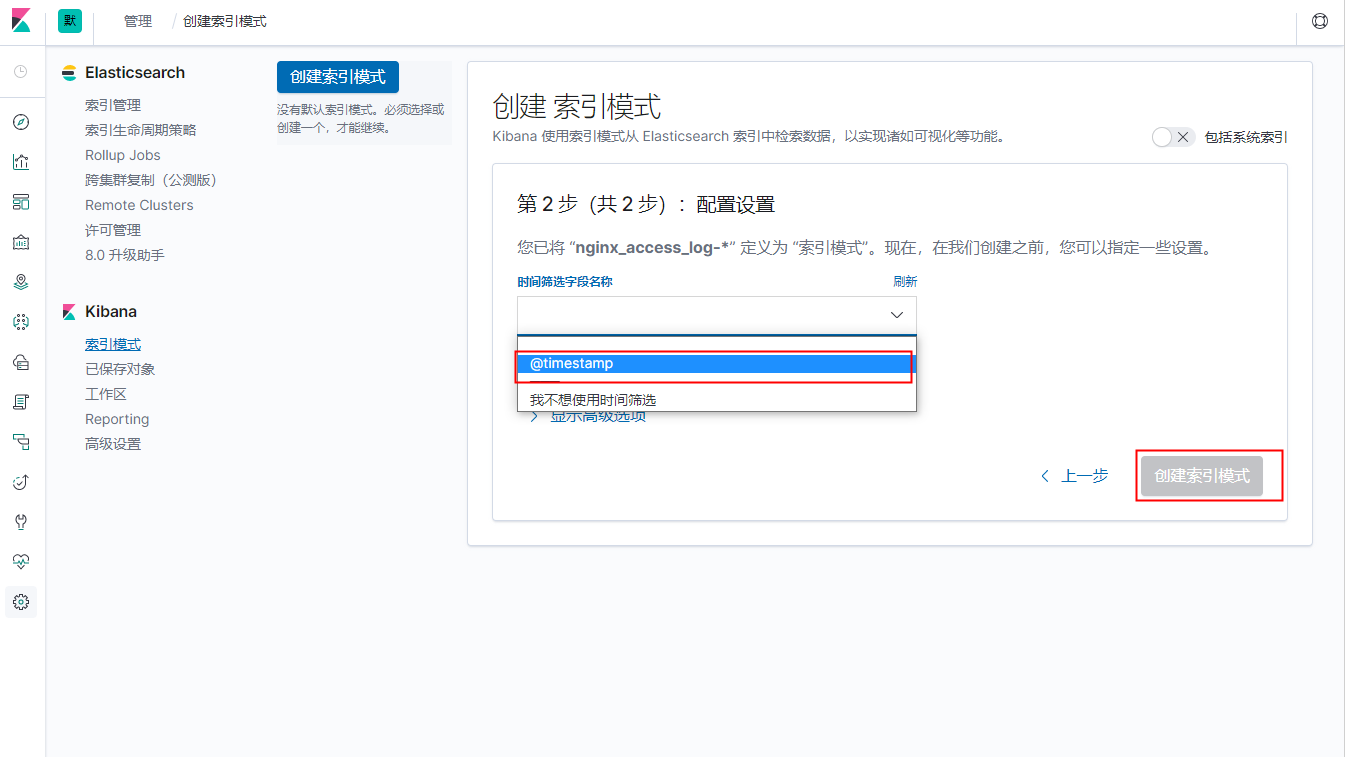 默
管理 / 创建索引模式
Elasticsearch
索引管理
索引生命周期策略
Rollup Jobs
跨集群复制（公测版）
Remote Clusters
许可管理
8.0 升级助手
Kibana
索引模式
已保存对象
工作区
Reporting
高级设置
创建索引模式
没有默认索引模式。必须选择或
创建一个，才能继续。
创建 索引模式
Kibana 使用索引模式从 Elasticsearch 索引中检索数据，以实现诸如可视化等功能。
包括系统索引
第 2 步（共 2 步）：配置设置
您已将 “nginx_access_log-*” 定义为 “索引模式”。现在，在我们创建之前，您可以指定一些设置。
时间筛选字段名称 刷新
@timestamp
我不想使用时间筛选
显示高级选项
上一步
创建索引模式